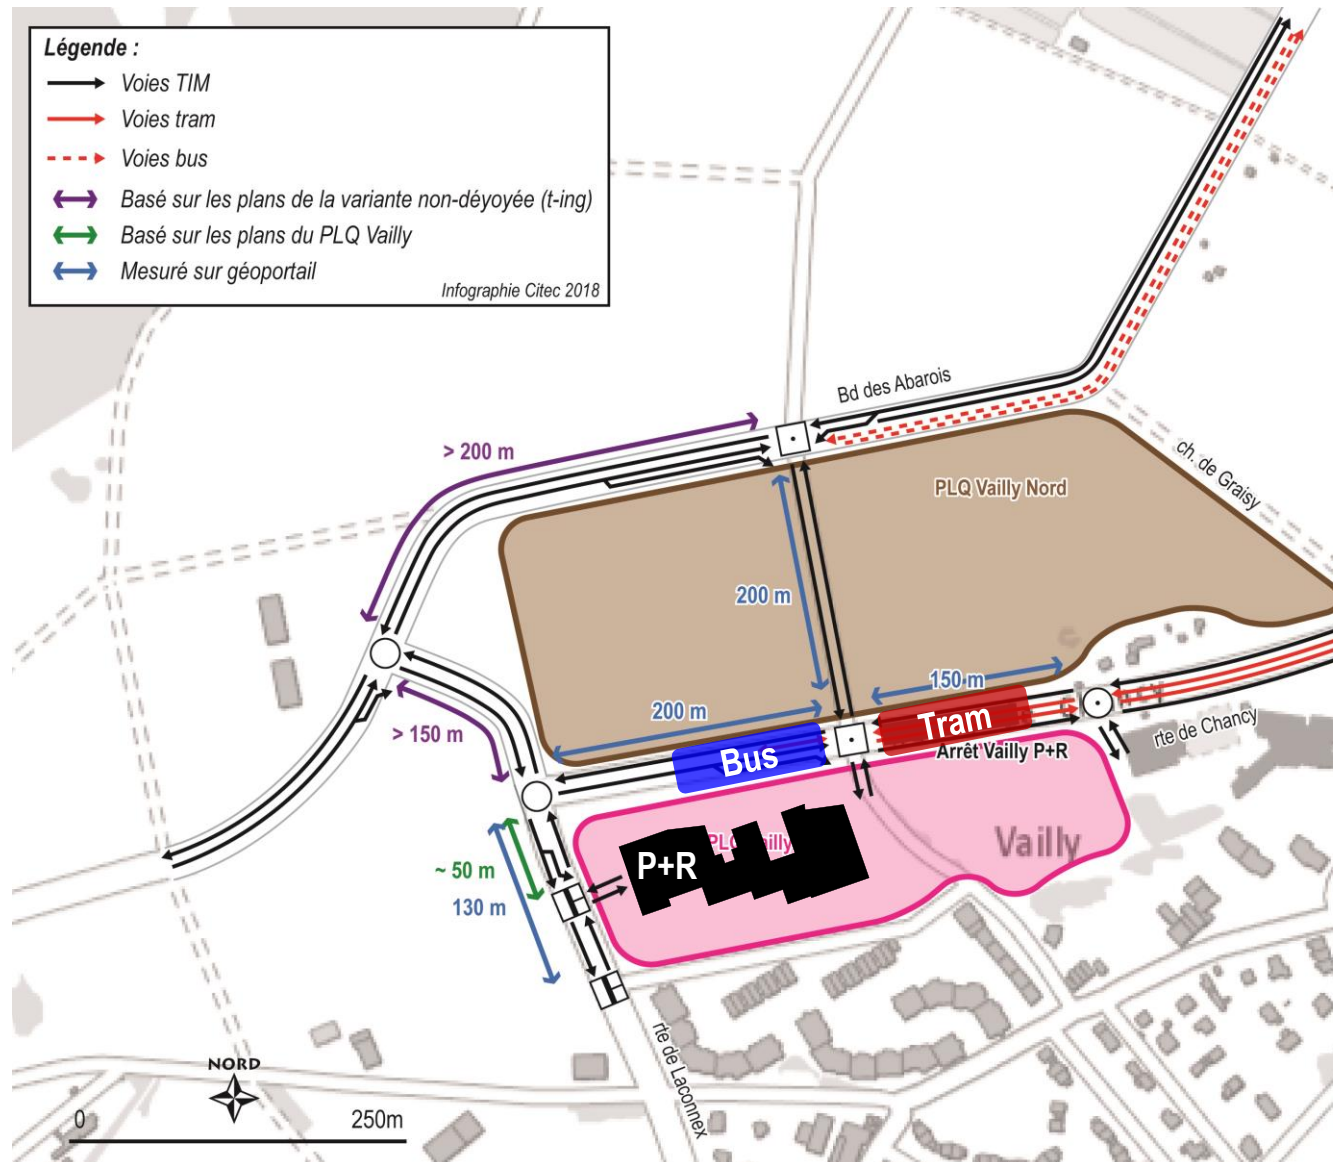 Légende :
Voies TIM
Voies tram
Voies bus
Basé sur les plans de la variante non-déyoyée (t-ing)
Basé sur les plans du PLQ Vailly
Mesuré sur géoportail
Infographie Citec 2018
Bd des Abarois
> 200 m
ch. de Graisy
PLQ Vailly Nord
200 m
150 m
200 m
Tram
> 150 m
rte de Chancy
Bus
Arrêt Vailly P+R
PLQ Vailly
Vailly
P+R
~ 50 m
130 m
rte de Laconnex
NORD
0
250m